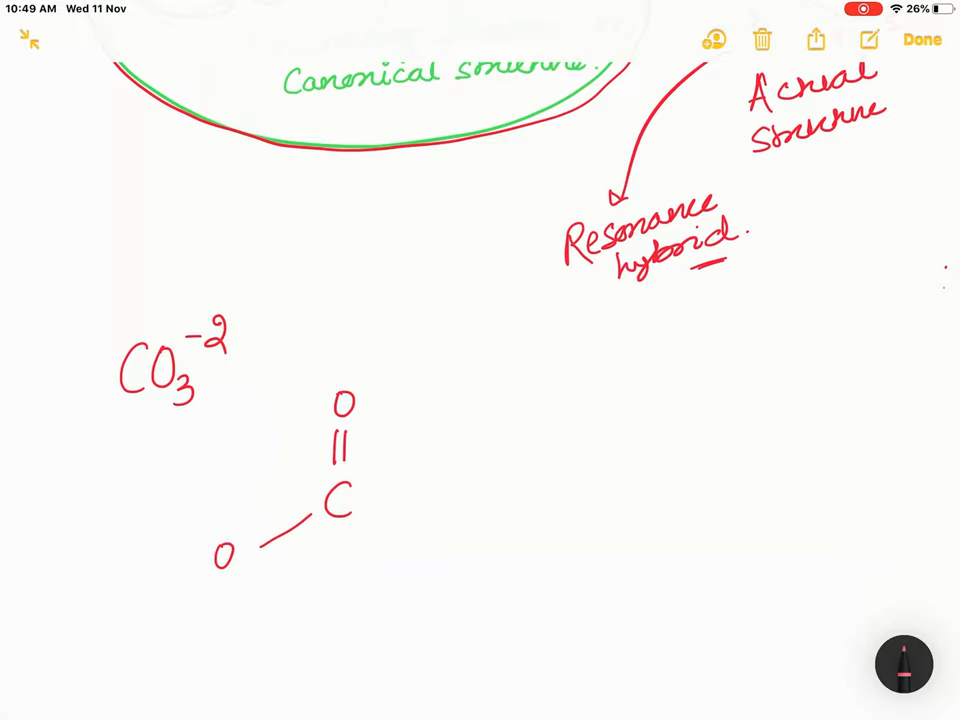 10:49 AM Wed 11 Nov
26%
Done
Canonical structure.
Actual
structure
Resonance
hybrid.
CO3-2
O
C
O